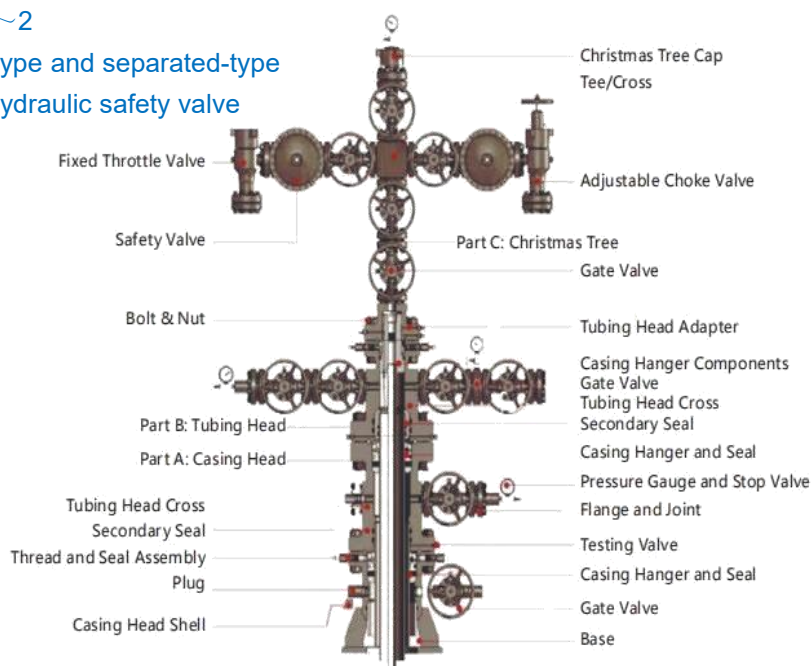 ~2
ype and separated-type
ydraulic safety valve
Christmas Tree Cap
Tee/Cross
Fixed Throttle Valve
Adjustable Choke Valve
Safety Valve
Part C: Christmas Tree
Gate Valve
Bolt & Nut
Tubing Head Adapter
Casing Hanger Components
Gate Valve
Tubing Head Cross
Part B: Tubing Head
Secondary Seal
Part A: Casing Head
Casing Hanger and Seal
Pressure Gauge and Stop Valve
Tubing Head Cross
Flange and Joint
Secondary Seal
Testing Valve
Thread and Seal Assembly
Casing Hanger and Seal
Plug
Gate Valve
Casing Head Shell
Base